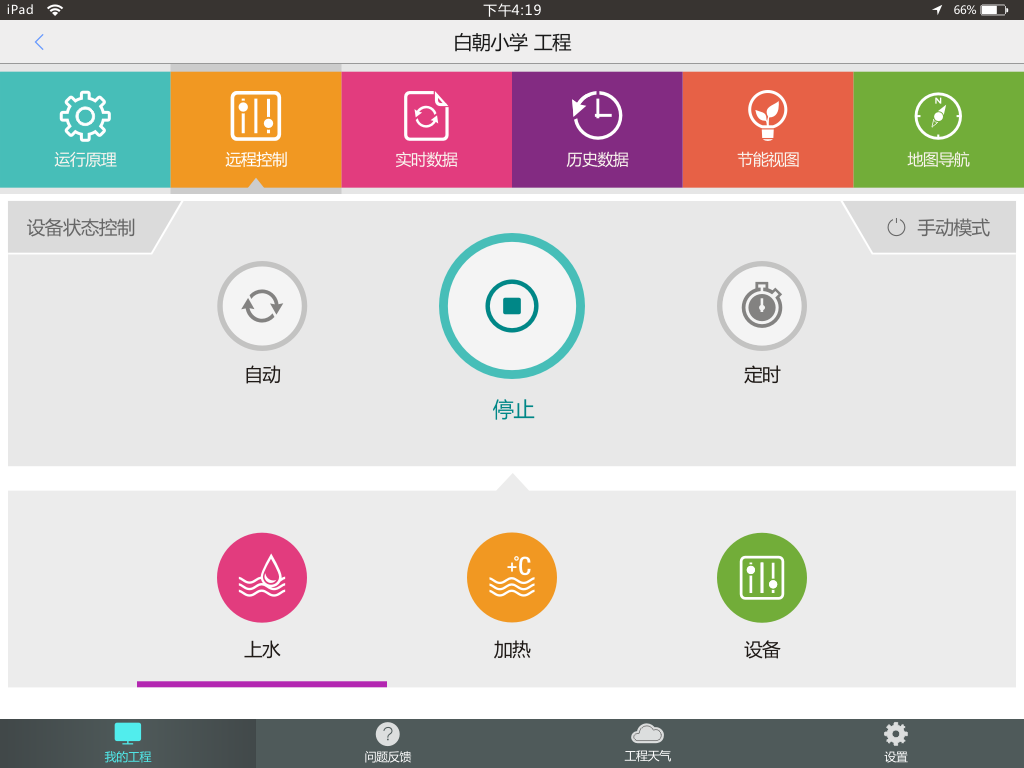 iPad 下午4:19 66%
白朝小学 工程
运行原理 远程控制 实时数据 历史数据 节能视图 地图导航
N
设备状态控制 手动模式
自动 停止 定时
+°C
上水 加热 设备
?
我的工程 问题反馈 工程天气 设置